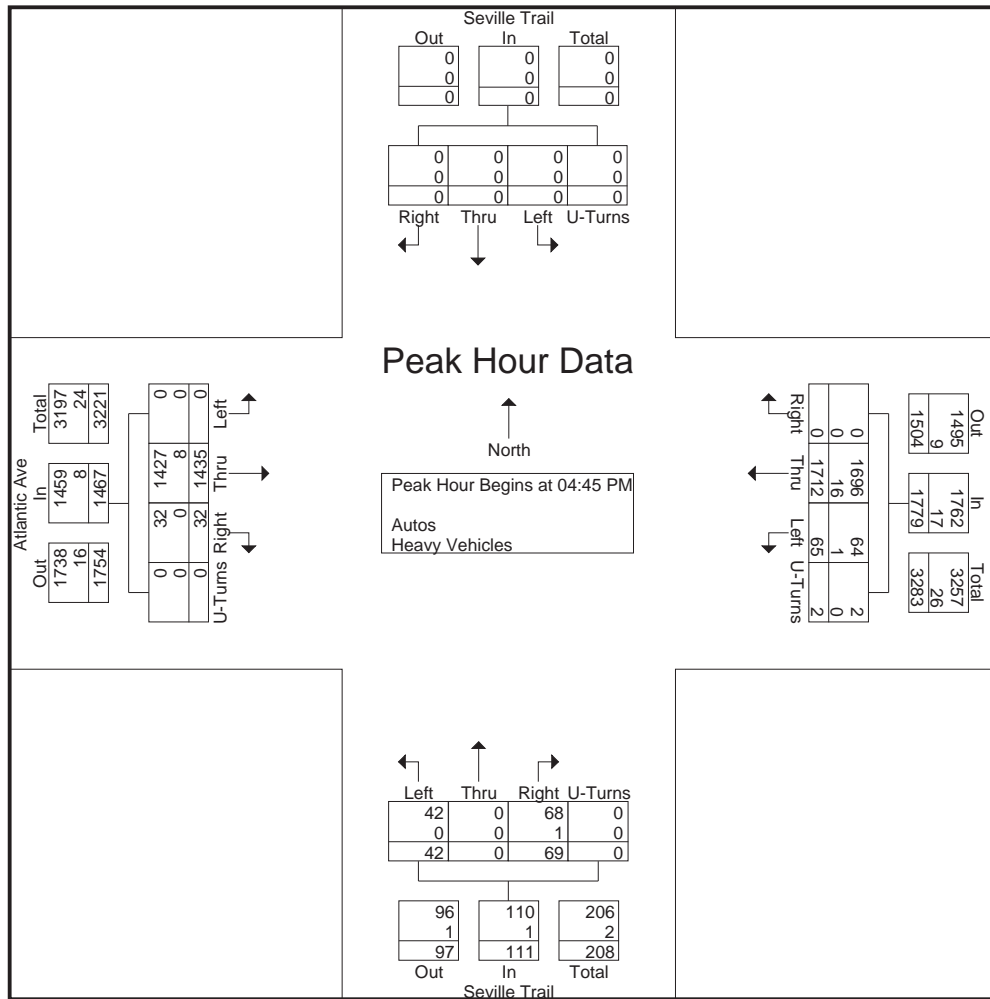 Seville Trail
Out In Total
0 0 0
0 0 0
0 0 0
0 0 0 0
0 0 0 0
0 0 0 0
Right Thru Left U-Turns
Peak Hour Data
North
Peak Hour Begins at 04:45 PM
Autos
Heavy Vehicles
Atlantic Ave
Out In Total
1738 1459 3197
16 8 24
1754 1467 3221
U-Turns Right Thru Left
0 32 1427 0
0 0 8 0
0 32 1435 0
Out In Total
1495 1762 3257
9 17 26
1504 1779 3283
0 1696 64 2
0 16 1 0
0 1712 65 2
Right Thru Left U-Turns
Left Thru Right U-Turns
42 0 68 0
0 0 1 0
42 0 69 0
96 110 206
1 1 2
97 111 208
Out In Total
Seville Trail